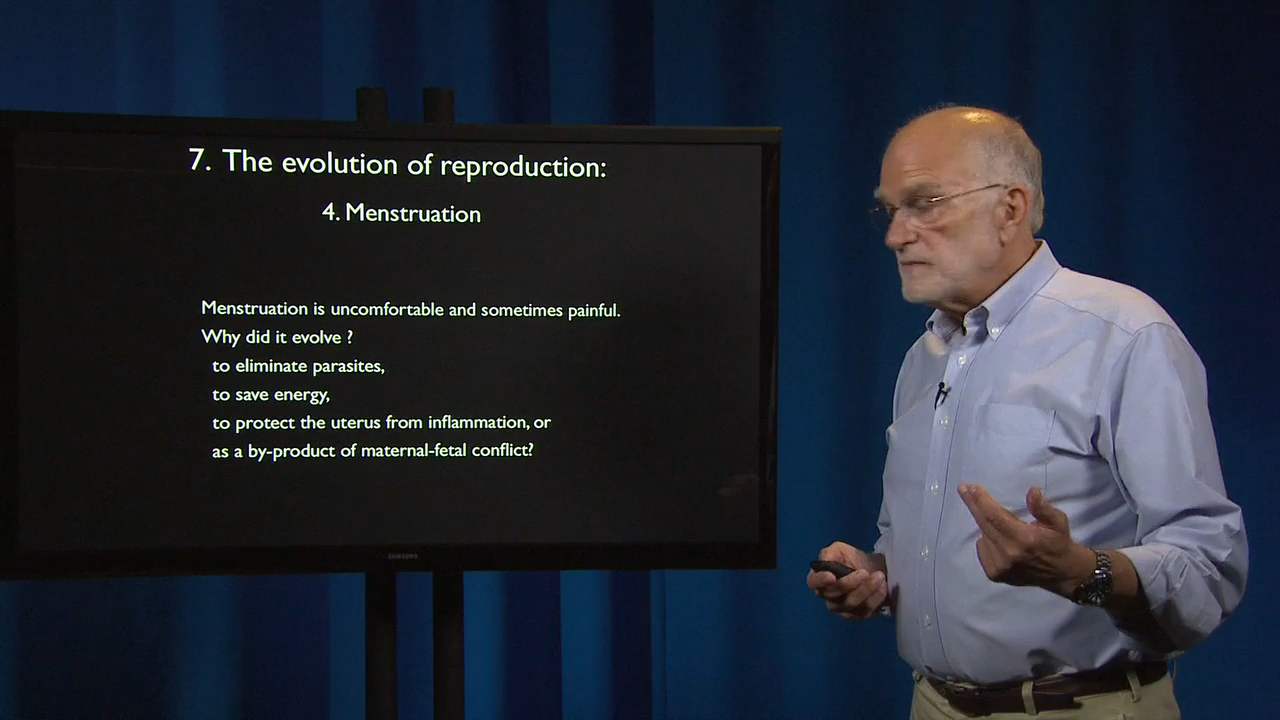 7. The evolution of reproduction:
4. Menstruation
Menstruation is uncomfortable and sometimes painful.
Why did it evolve ?
to eliminate parasites,
to save energy,
to protect the uterus from inflammation, or
as a by-product of maternal-fetal conflict?
SAMSUNG